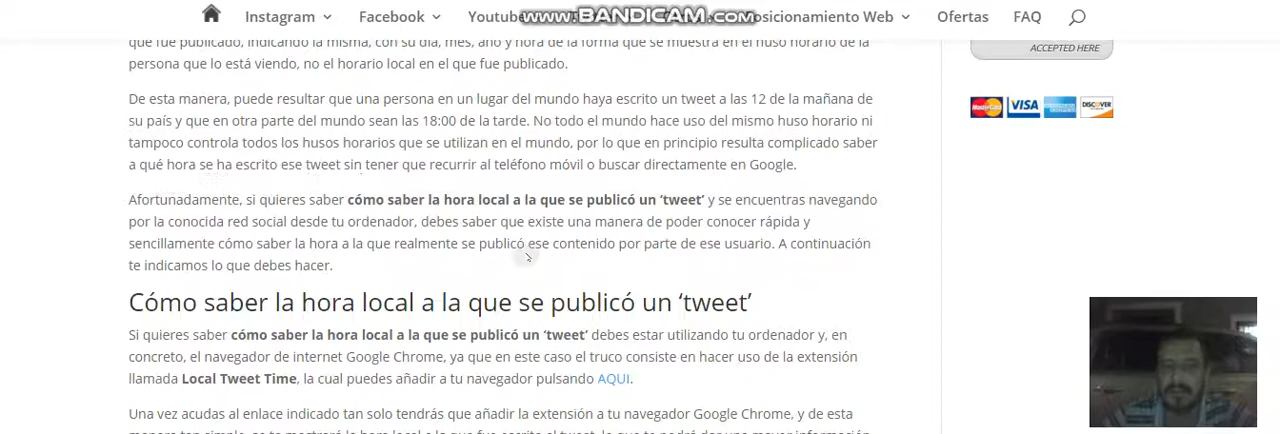 Instagram Facebook Youtube Posicionamiento Web Ofertas FAQ
www.BANDICAM.com
que fue publicado, indicando la misma, con su día, mes, año y hora de la forma que se muestra en el huso horario de la
persona que lo está viendo, no el horario local en el que fue publicado.
De esta manera, puede resultar que una persona en un lugar del mundo haya escrito un tweet a las 12 de la mañana de
su país y que en otra parte del mundo sean las 18:00 de la tarde. No todo el mundo hace uso del mismo huso horario ni
tampoco controla todos los husos horarios que se utilizan en el mundo, por lo que en principio resulta complicado saber
a qué hora se ha escrito ese tweet sin tener que recurrir al teléfono móvil o buscar directamente en Google.
Afortunadamente, si quieres saber cómo saber la hora local a la que se publicó un ‘tweet’ y se encuentras navegando
por la conocida red social desde tu ordenador, debes saber que existe una manera de poder conocer rápida y
sencillamente cómo saber la hora a la que realmente se publicó ese contenido por parte de ese usuario. A continuación
te indicamos lo que debes hacer.
Cómo saber la hora local a la que se publicó un ‘tweet’
Si quieres saber cómo saber la hora local a la que se publicó un ‘tweet’ debes estar utilizando tu ordenador y, en
concreto, el navegador de internet Google Chrome, ya que en este caso el truco consiste en hacer uso de la extensión
llamada Local Tweet Time, la cual puedes añadir a tu navegador pulsando AQUI.
Una vez acudas al enlace indicado tan solo tendrás que añadir la extensión a tu navegador Google Chrome, y de esta
ACCEPTED HERE
MasterCard VISA DISCOVER